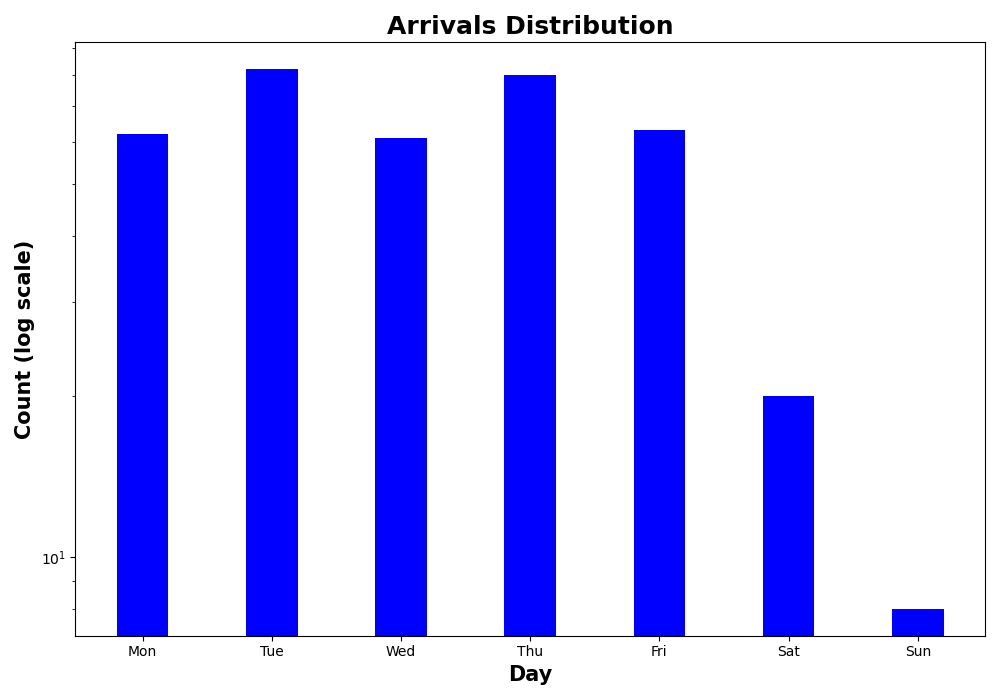 Arrivals Distribution
Count (log scale)
10¹
Mon Tue Wed Thu Fri Sat Sun
Day